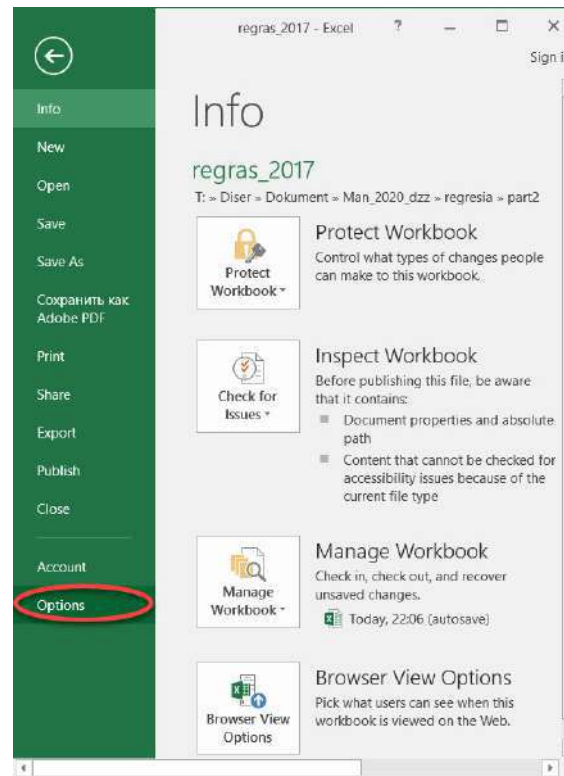 regras_2017 - Excel ?
Sign i
Info
New
Open
Save
Save As
Сохранить как
Adobe PDF
Print
Share
Export
Publish
Close
Account
Options
Info
regras_2017
T: » Diser » Dokument » Man_2020_dzz » regresia » part2
Protect
Workbook
Protect Workbook
Control what types of changes people
can make to this workbook.
Check for
Issues
Inspect Workbook
Before publishing this file, be aware
that it contains:
Document properties and absolute
path
Content that cannot be checked for
accessibility issues because of the
current file type
Manage
Workbook
Manage Workbook
Check in, check out, and recover
unsaved changes.
Today, 22:06 (autosave)
Browser View
Options
Browser View Options
Pick what users can see when this
workbook is viewed on the Web.